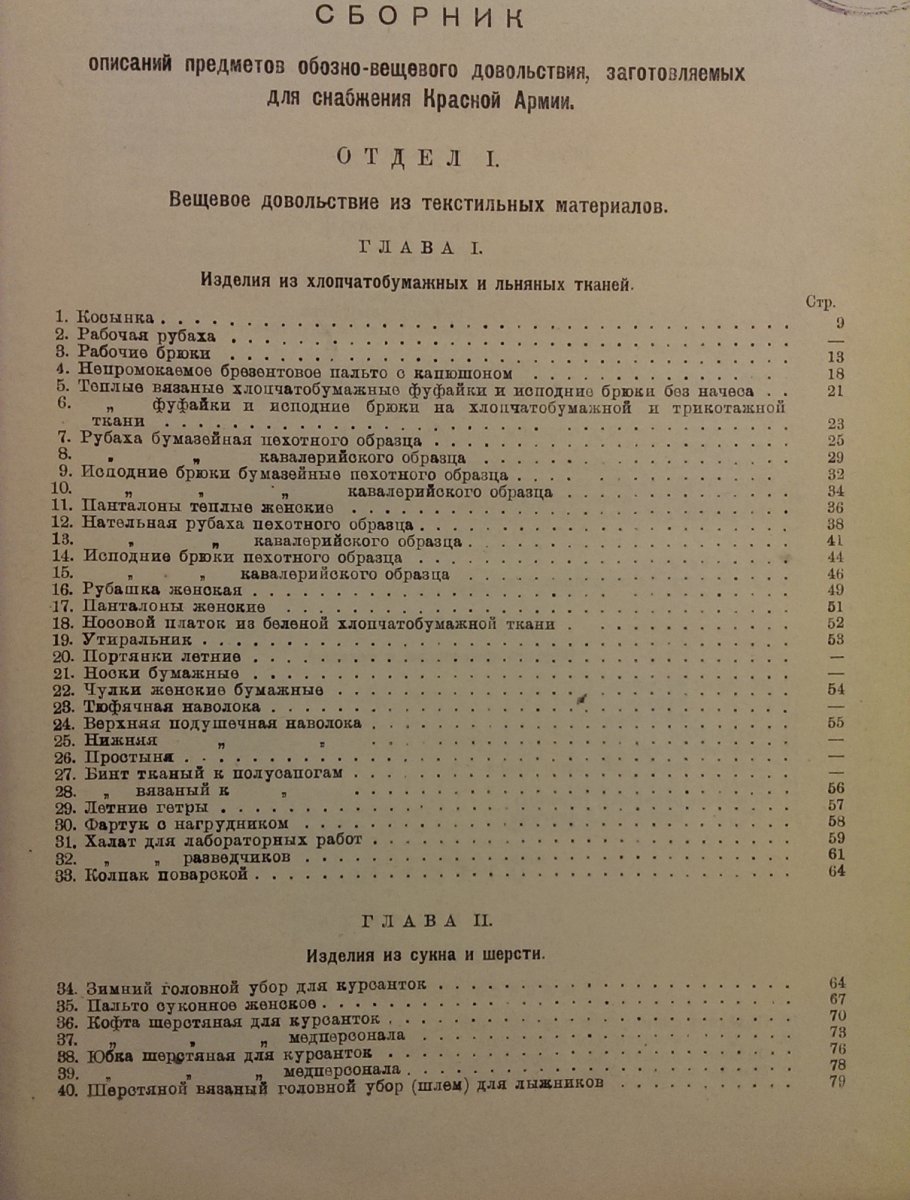 СБОРНИК
описаний предметов обозно-вещевого довольствия, заготовляемых
для снабжения Красной Армии.
ОТДЕЛ I.
Вещевое довольствие из текстильных материалов.
ГЛАВА I.
Изделия из хлопчатобумажных и льняных тканей.
Стр.
1. Косынка . . . . . . . . . . 9
2. Рабочая рубаха . . . . . . . . . . —
3. Рабочие брюки . . . . . . . . . . 13
4. Непромокаемое брезентовое пальто с капюшоном . . . . . . . . . . 18
5. Теплые вязаные хлопчатобумажные фуфайки и исподние брюки без начеса . . 21
6. „ фуфайки и исподние брюки на хлопчатобумажной и трикотажной
ткани . . . . . . . . . . 23
7. Рубаха бумазейная пехотного образца . . . . . . . . . . 25
8. „ „ кавалерийского образца . . . . . . . . . . 29
9. Исподние брюки бумазейные пехотного образца . . . . . . . . . . 32
10. „ „ „ кавалерийского образца . . . . . . . . . . 34
11. Панталоны теплые женские . . . . . . . . . . 36
12. Нательная рубаха пехотного образца . . . . . . . . . . 38
13. „ „ кавалерийского образца . . . . . . . . . . 41
14. Исподние брюки пехотного образца . . . . . . . . . . 44
15. „ „ кавалерийского образца . . . . . . . . . . 46
16. Рубашка женская . . . . . . . . . . 49
17. Панталоны женские . . . . . . . . . . 51
18. Носовой платок из беленой хлопчатобумажной ткани . . . . . . . . . . 52
19. Утиральник . . . . . . . . . . 53
20. Портянки летние . . . . . . . . . . —
21. Носки бумажные . . . . . . . . . . —
22. Чулки женские бумажные . . . . . . . . . . 54
23. Тюфячная наволока . . . . . . . . . . —
24. Верхняя подушечная наволока . . . . . . . . . . 55
25. Нижняя „ „ . . . . . . . . . . —
26. Простыня . . . . . . . . . . —
27. Бинт тканый к полусапогам . . . . . . . . . . —
28. „ вязаный к „ . . . . . . . . . . 56
29. Летние гетры . . . . . . . . . . 57
30. Фартук с нагрудником . . . . . . . . . . 58
31. Халат для лабораторных работ . . . . . . . . . . 59
32. „ „ разведчиков . . . . . . . . . . 61
33. Колпак поварской . . . . . . . . . . 64
ГЛАВА II.
Изделия из сукна и шерсти.
34. Зимний головной убор для курсанток . . . . . . . . . . 64
35. Пальто суконное женское . . . . . . . . . . 67
36. Кофта шерстяная для курсанток . . . . . . . . . . 70
37. „ „ „ медперсонала . . . . . . . . . . 73
38. Юбка шерстяная для курсанток . . . . . . . . . . 76
39. „ „ „ медперсонала . . . . . . . . . . 78
40. Шерстяной вязаный головной убор (шлем) для лыжников . . . . . . . . . . 79